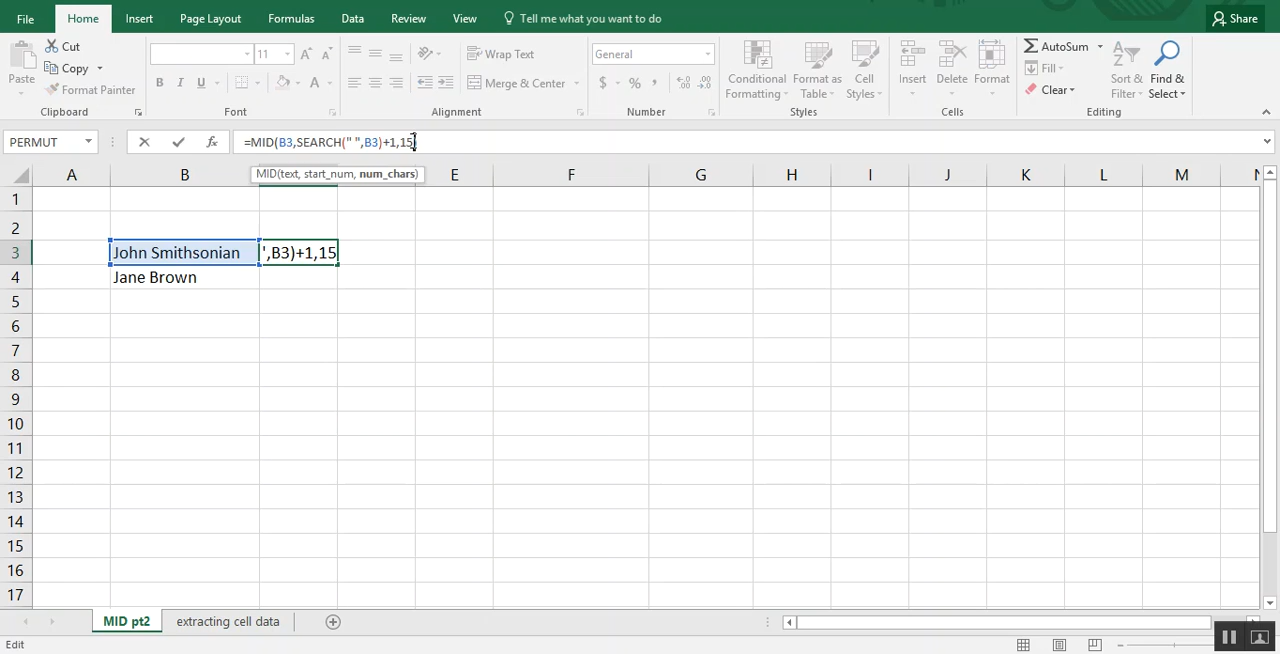 File Home Insert Page Layout Formulas Data Review View Tell me what you want to do Share
Cut
Copy
Format Painter
Paste
11
Wrap Text
Merge & Center
General
$ % ,
Conditional Formatting
Format as Table
Cell Styles
Insert Delete Format
AutoSum
Fill
Clear
Sort & Filter
Find & Select
Clipboard Font Alignment Number Styles Cells Editing
PERMUT fx =MID(B3,SEARCH(" ",B3)+1,15
MID(text, start_num, num_chars)
A B E F G H I J K L M N
1
2
3 John Smithsonian ',B3)+1,15
4 Jane Brown
5
6
7
8
9
10
11
12
13
14
15
16
17
MID pt2 extracting cell data
Edit